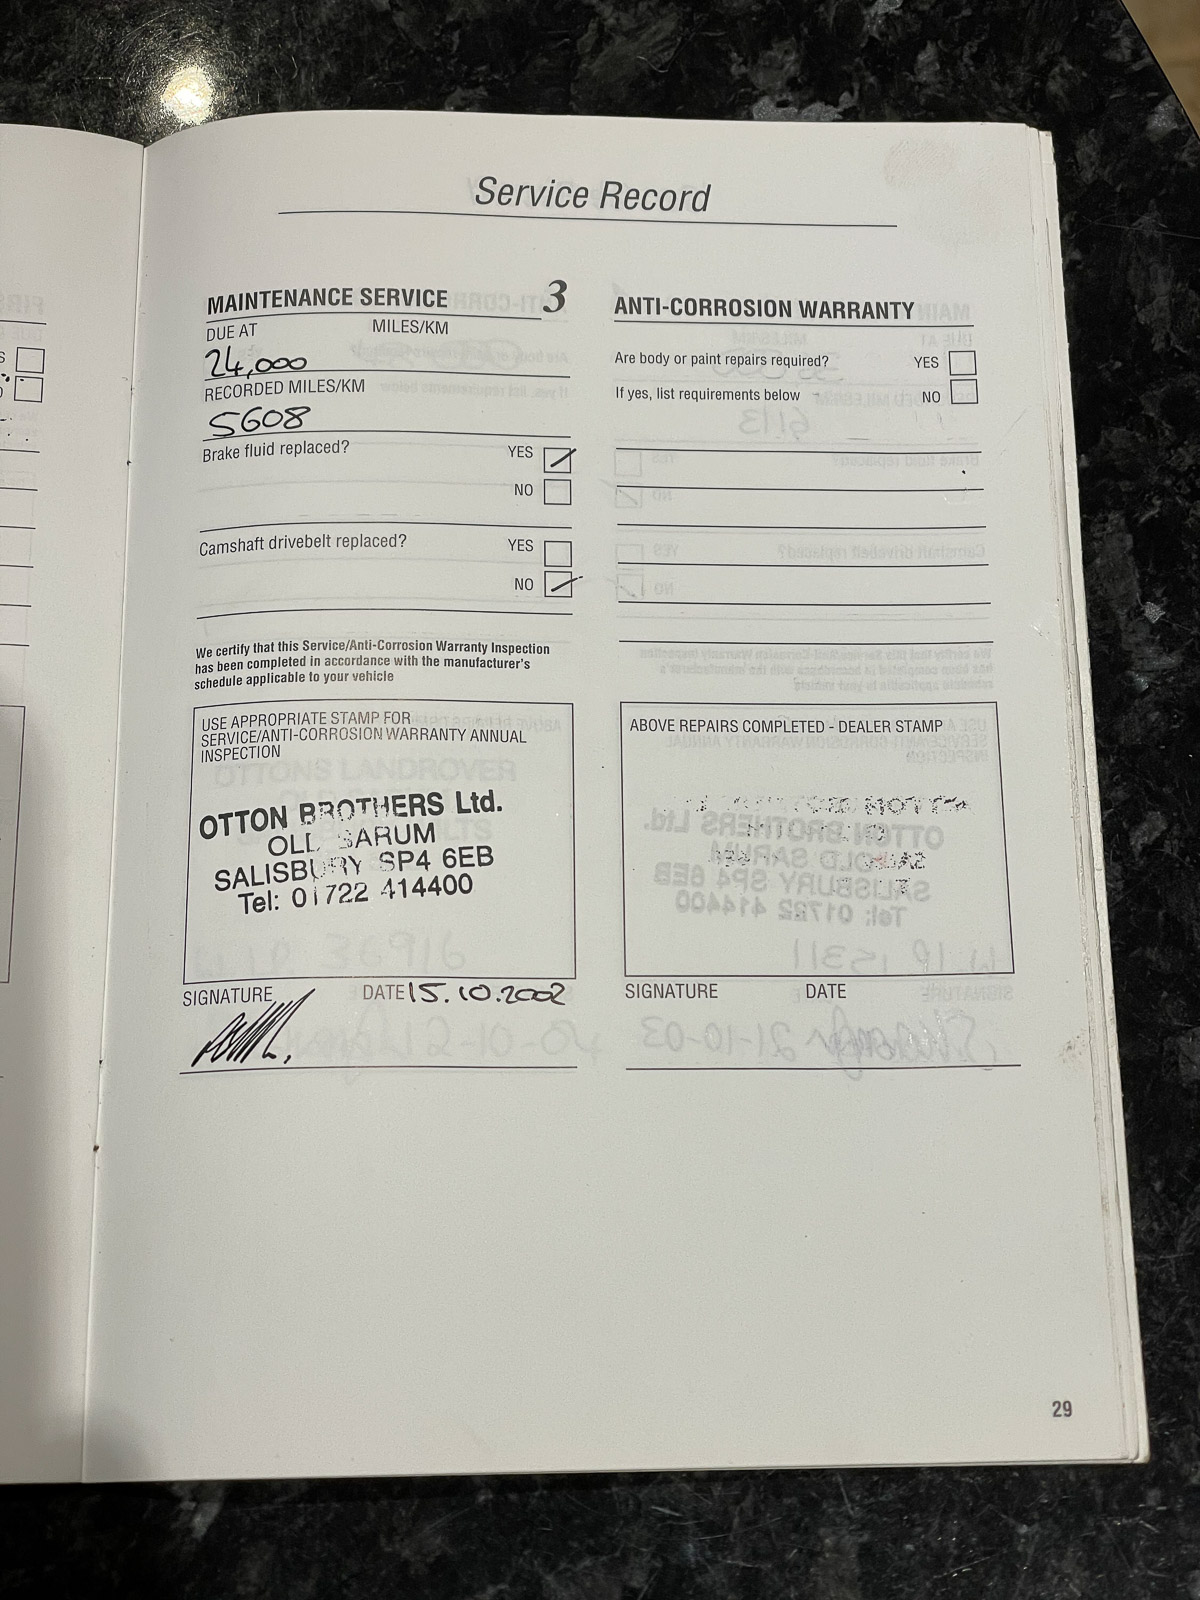 Service Record
MAINTENANCE SERVICE 3
DUE AT MILES/KM
24,000
RECORDED MILES/KM
5608
Brake fluid replaced? YES
NO
Camshaft drivebelt replaced? YES
NO
We certify that this Service/Anti-Corrosion Warranty Inspection
has been completed in accordance with the manufacturer's
schedule applicable to your vehicle
USE APPROPRIATE STAMP FOR
SERVICE/ANTI-CORROSION WARRANTY ANNUAL
INSPECTION
OTTON BROTHERS Ltd.
OLD SARUM
SALISBURY SP4 6EB
Tel: 01722 414400
SIGNATURE DATE 15.10.2002
ANTI-CORROSION WARRANTY
Are body or paint repairs required? YES
If yes, list requirements below NO
ABOVE REPAIRS COMPLETED - DEALER STAMP
SIGNATURE DATE
29